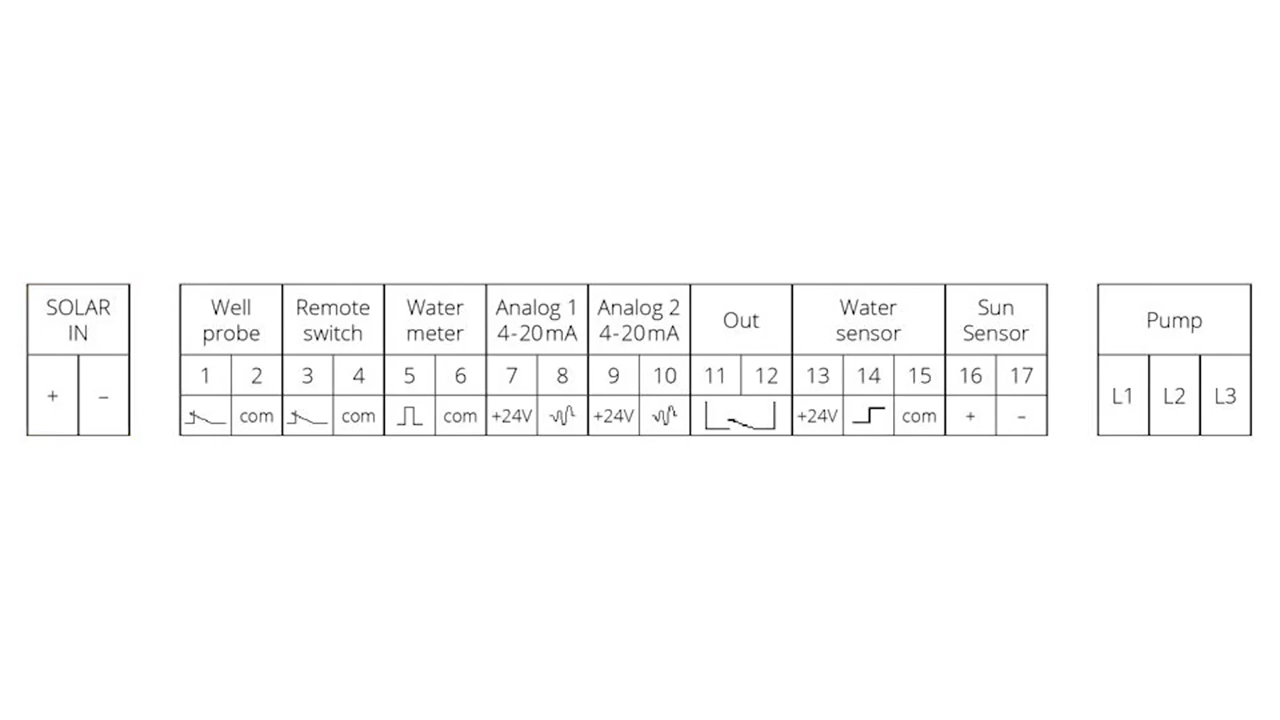 SOLAR
IN
+ –
Well
probe
Remote
switch
Water
meter
Analog 1
4-20mA
Analog 2
4-20mA
Out
Water
sensor
Sun
Sensor
1 2 3 4 5 6 7 8 9 10 11 12 13 14 15 16 17
com com com +24V +24V +24V com + –
Pump
L1 L2 L3